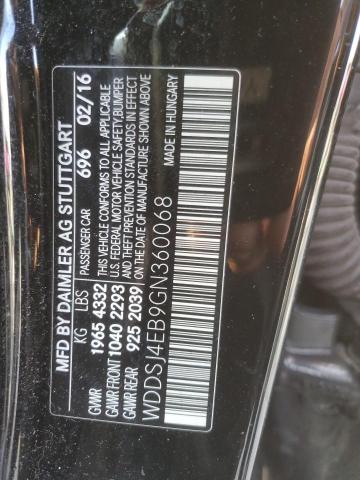 MFD BY DAIMLER AG STUTTGART
PASSENGER CAR 696 02/16
KG LBS
GVWR 1965 4332
GAWR FRONT 1040 2293
GAWR REAR 925 2039
THIS VEHICLE CONFORMS TO ALL APPLICABLE
U.S. FEDERAL MOTOR VEHICLE SAFETY, BUMPER
AND THEFT PREVENTION STANDARDS IN EFFECT
ON THE DATE OF MANUFACTURE SHOWN ABOVE
WDDSJ4EB9GN360068
MADE IN HUNGARY